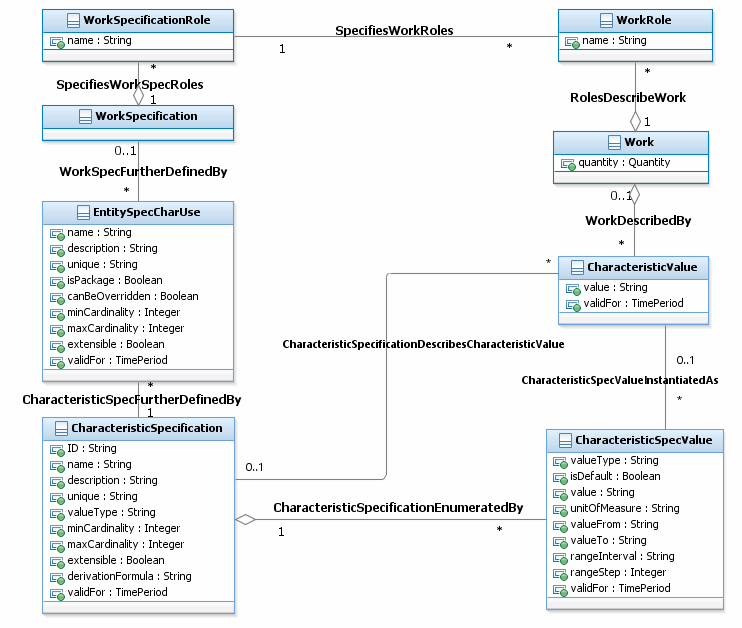 WorkSpecificationRole
name : String
SpecifiesWorkRoles
1
*
WorkRole
name : String
*
SpecifiesWorkSpecRoles
1
WorkSpecification
0..1
WorkSpecFurtherDefinedBy
*
*
RolesDescribeWork
1
Work
quantity : Quantity
0..1
WorkDescribedBy
*
EntitySpecCharUse
name : String
description : String
unique : String
isPackage : Boolean
canBeOverridden : Boolean
minCardinality : Integer
maxCardinality : Integer
extensible : Boolean
validFor : TimePeriod
*
CharacteristicValue
value : String
validFor : TimePeriod
CharacteristicSpecificationDescribesCharacteristicValue
0..1
CharacteristicSpecValueInstantiatedAs
*
*
CharacteristicSpecFurtherDefinedBy
1
CharacteristicSpecification
ID : String
name : String
description : String
unique : String
valueType : String
minCardinality : Integer
maxCardinality : Integer
extensible : Boolean
derivationFormula : String
validFor : TimePeriod
0..1
CharacteristicSpecificationEnumeratedBy
1
*
CharacteristicSpecValue
valueType : String
isDefault : Boolean
value : String
unitOfMeasure : String
valueFrom : String
valueTo : String
rangeInterval : String
rangeStep : Integer
validFor : TimePeriod